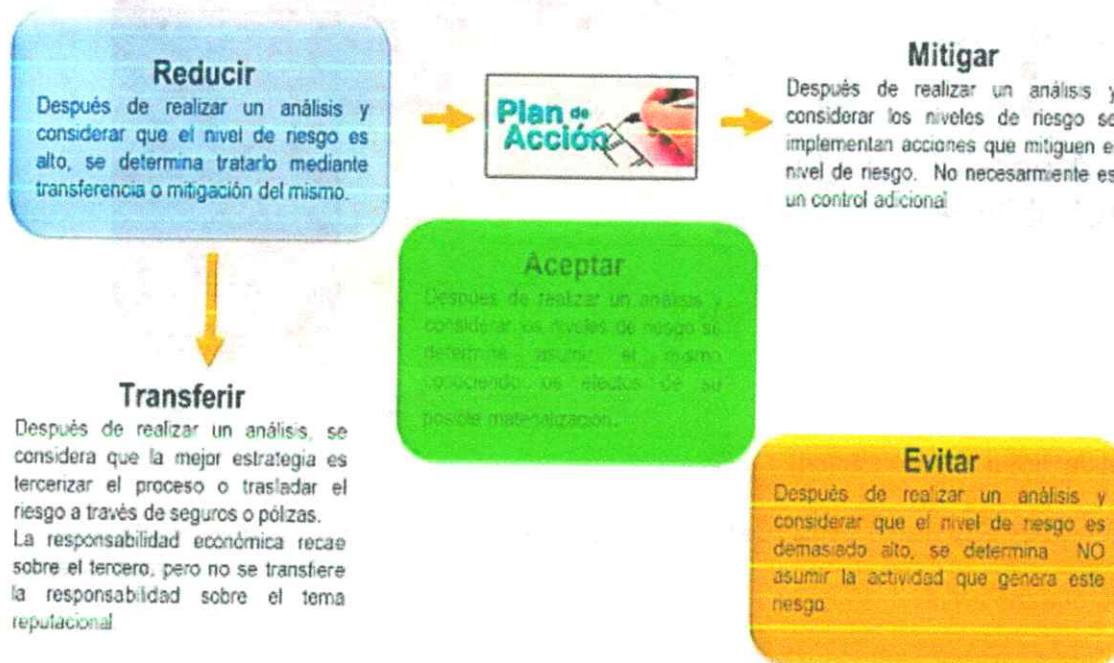 Reducir
Después de realizar un análisis y
considerar que el nivel de riesgo es
alto, se determina tratarlo mediante
transferencia o mitigación del mismo.
Plan de
Acción
Mitigar
Después de realizar un análisis y
considerar los niveles de riesgo se
implementan acciones que mitiguen e
nivel de riesgo. No necesarmiente es
un control adicional
Aceptar
Después de realizar un análisis y
considerar los niveles de riesgo se
determina asumir el mismo
conociendo los efectos de su
posible materialización.
Transferir
Después de realizar un análisis, se
considera que la mejor estrategia es
tercerizar el proceso o trasladar el
riesgo a través de seguros o pólizas.
La responsabilidad económica recae
sobre el tercero, pero no se transfiere
la responsabilidad sobre el tema
reputacional
Evitar
Después de realizar un análisis y
considerar que el nivel de riesgo es
demasiado alto, se determina NO
asumir la actividad que genera este
riesgo